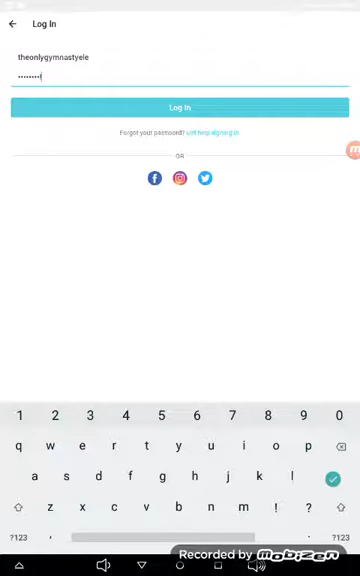 Log In
theonlygymnastyele
••••••••
Log In
Forgot your password? Get help signing in.
OR
1 2 3 4 5 6 7 8 9 0
q w e r t y u i o p
a s d f g h j k l
z x c v b n m ! ?
?123 , . ?123
Recorded by mobizen